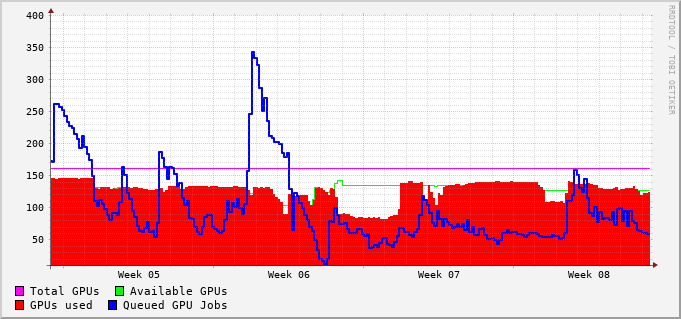 400
350
300
250
200
150
100
50
Week 05 Week 06 Week 07 Week 08
Total GPUs Available GPUs
GPUs used Queued GPU Jobs
RRDTOOL / TOBI OETIKER